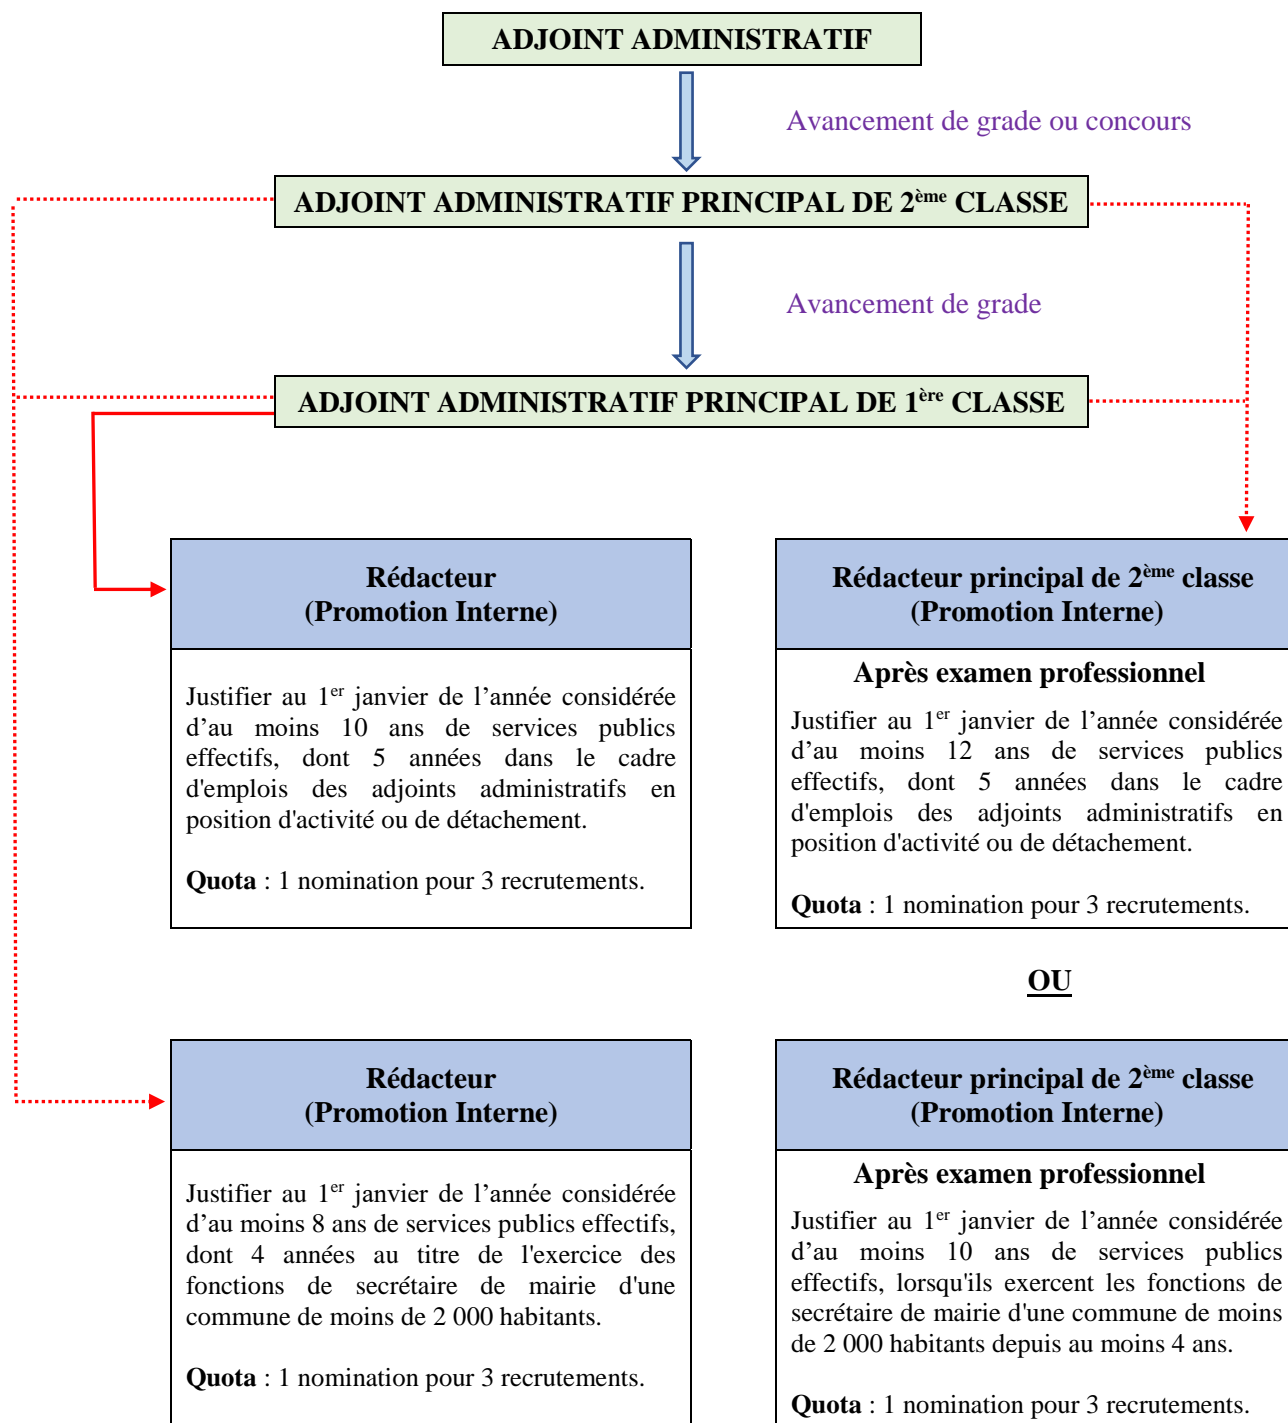 ADJOINT ADMINISTRATIF
Avancement de grade ou concours
ADJOINT ADMINISTRATIF PRINCIPAL DE 2ème CLASSE
Avancement de grade
ADJOINT ADMINISTRATIF PRINCIPAL DE 1ère CLASSE
Rédacteur
(Promotion Interne)
Justifier au 1er janvier de l’année considérée
d’au moins 10 ans de services publics
effectifs, dont 5 années dans le cadre
d'emplois des adjoints administratifs en
position d'activité ou de détachement.
Quota : 1 nomination pour 3 recrutements.
Rédacteur principal de 2ème classe
(Promotion Interne)
Après examen professionnel
Justifier au 1er janvier de l’année considérée
d’au moins 12 ans de services publics
effectifs, dont 5 années dans le cadre
d'emplois des adjoints administratifs en
position d'activité ou de détachement.
Quota : 1 nomination pour 3 recrutements.
OU
Rédacteur
(Promotion Interne)
Justifier au 1er janvier de l’année considérée
d’au moins 8 ans de services publics effectifs,
dont 4 années au titre de l'exercice des
fonctions de secrétaire de mairie d'une
commune de moins de 2 000 habitants.
Quota : 1 nomination pour 3 recrutements.
Rédacteur principal de 2ème classe
(Promotion Interne)
Après examen professionnel
Justifier au 1er janvier de l’année considérée
d’au moins 10 ans de services publics
effectifs, lorsqu'ils exercent les fonctions de
secrétaire de mairie d'une commune de moins
de 2 000 habitants depuis au moins 4 ans.
Quota : 1 nomination pour 3 recrutements.